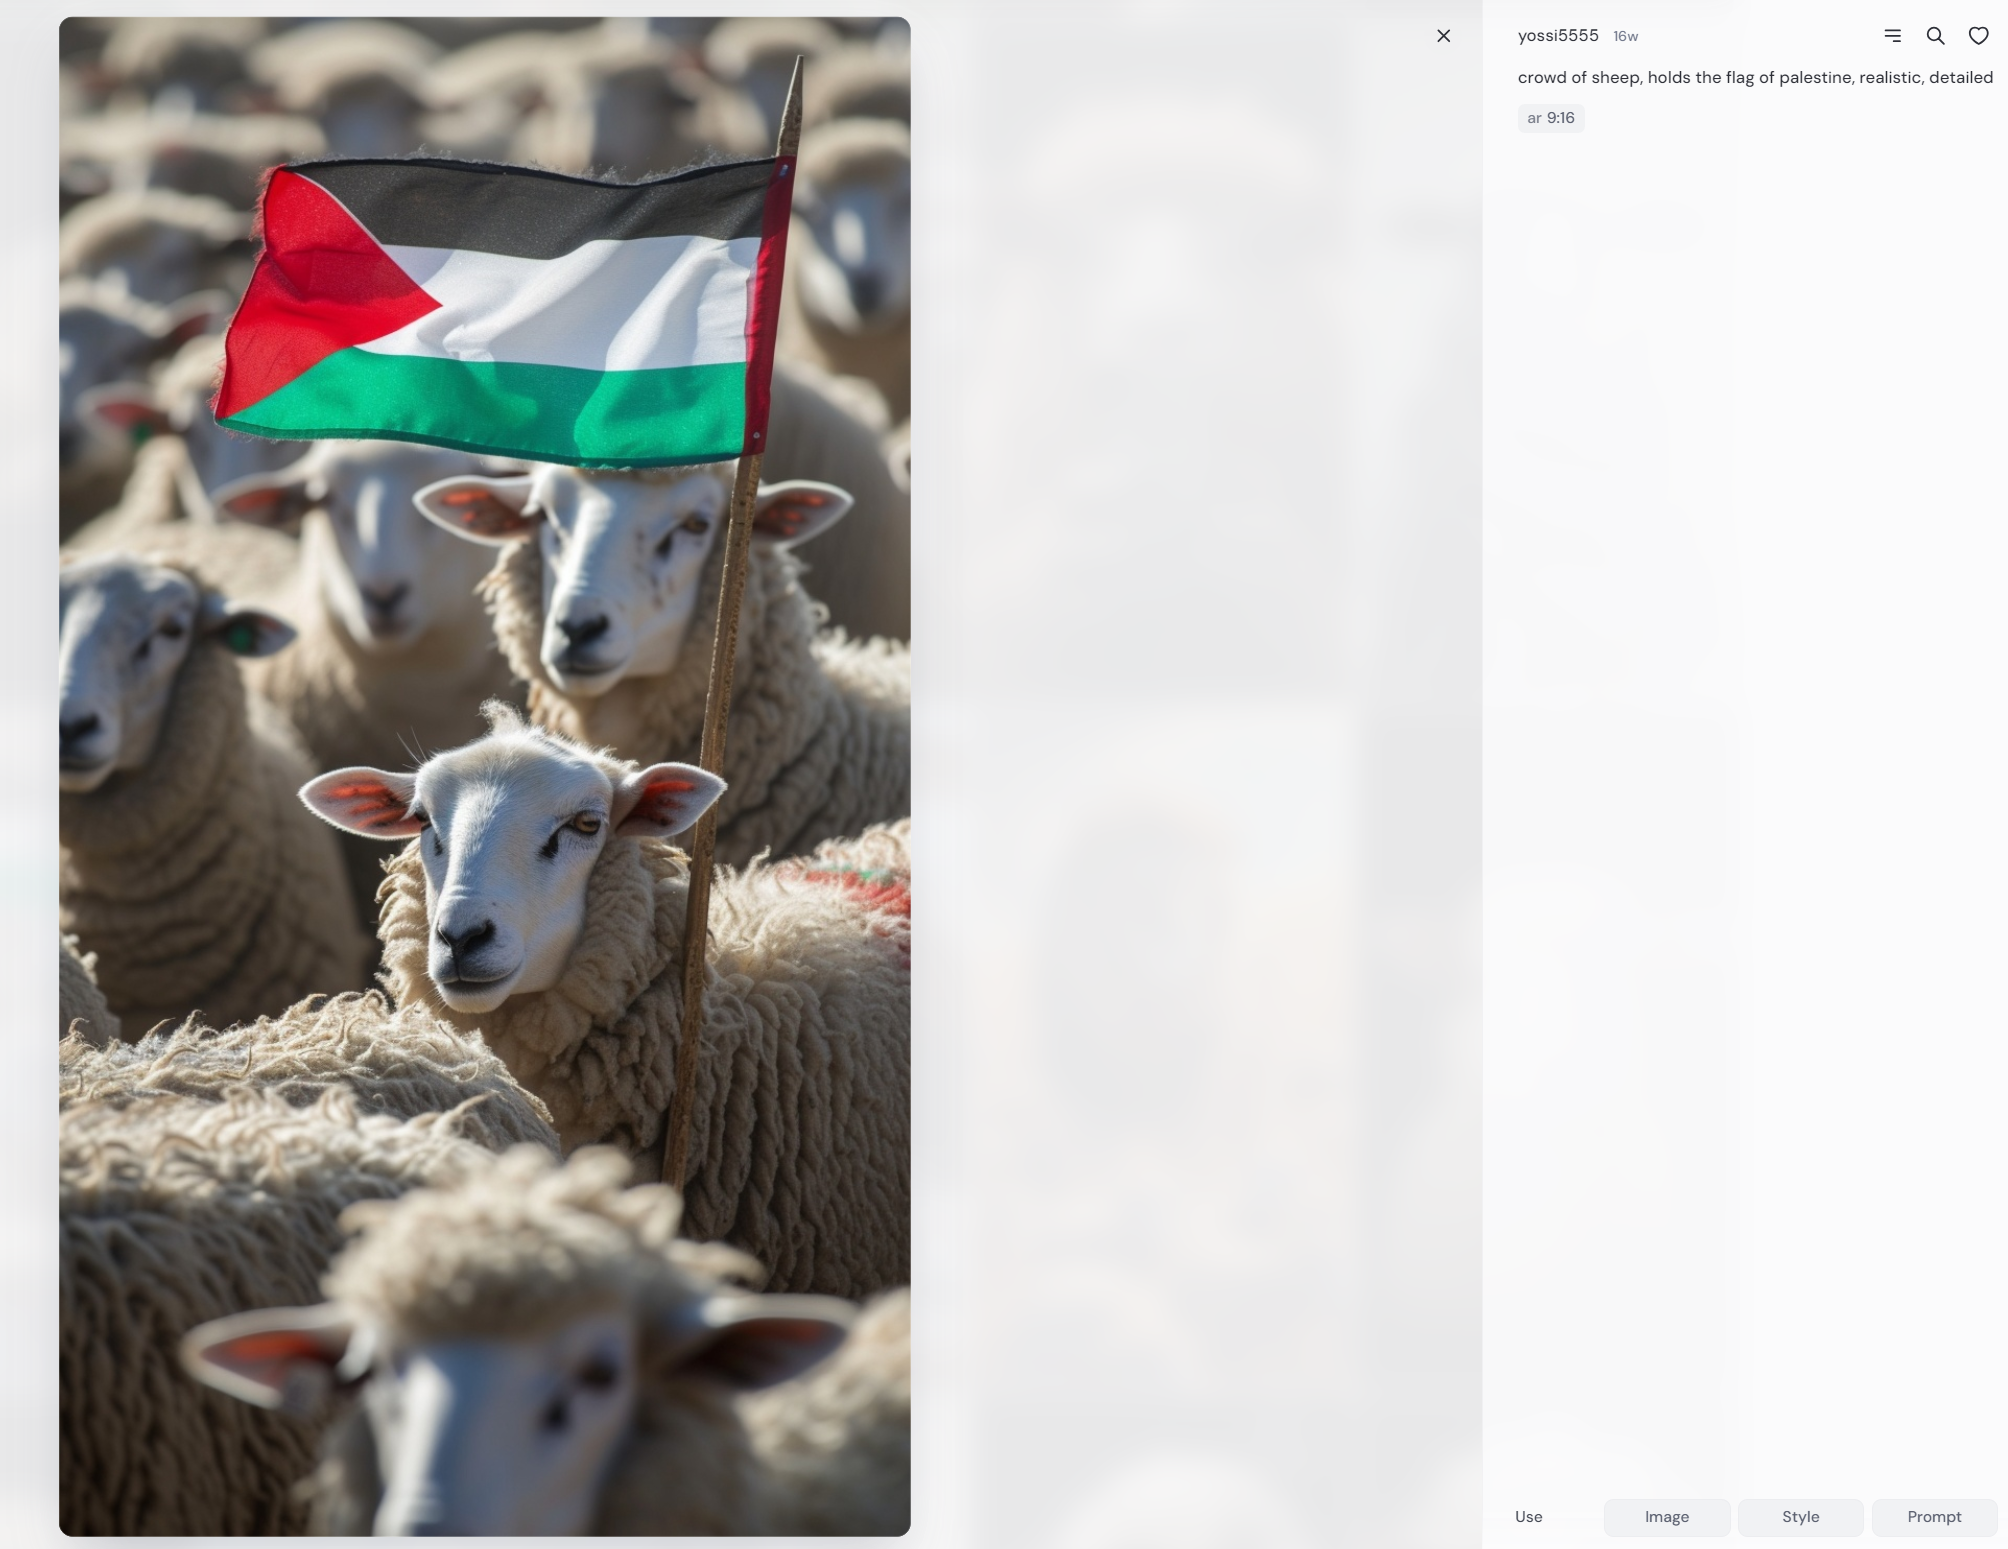 yossi5555 16w
crowd of sheep, holds the flag of palestine, realistic, detailed
ar 9:16
Use Image Style Prompt